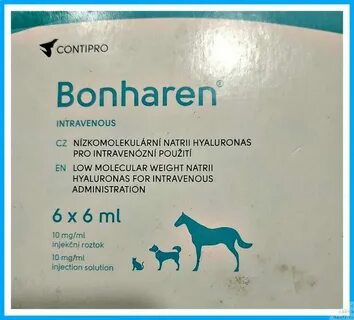 CONTIPRO
Bonharen®
INTRAVENOUS
CZ NÍZKOMOLEKULÁRNÍ NATRII HYALURONAS
PRO INTRAVENÓZNÍ POUŽITÍ
EN LOW MOLECULAR WEIGHT NATRII
HYALURONAS FOR INTRAVENOUS
ADMINISTRATION
6 x 6 ml
10 mg/ml
injekční roztok
10 mg/ml
injection solution